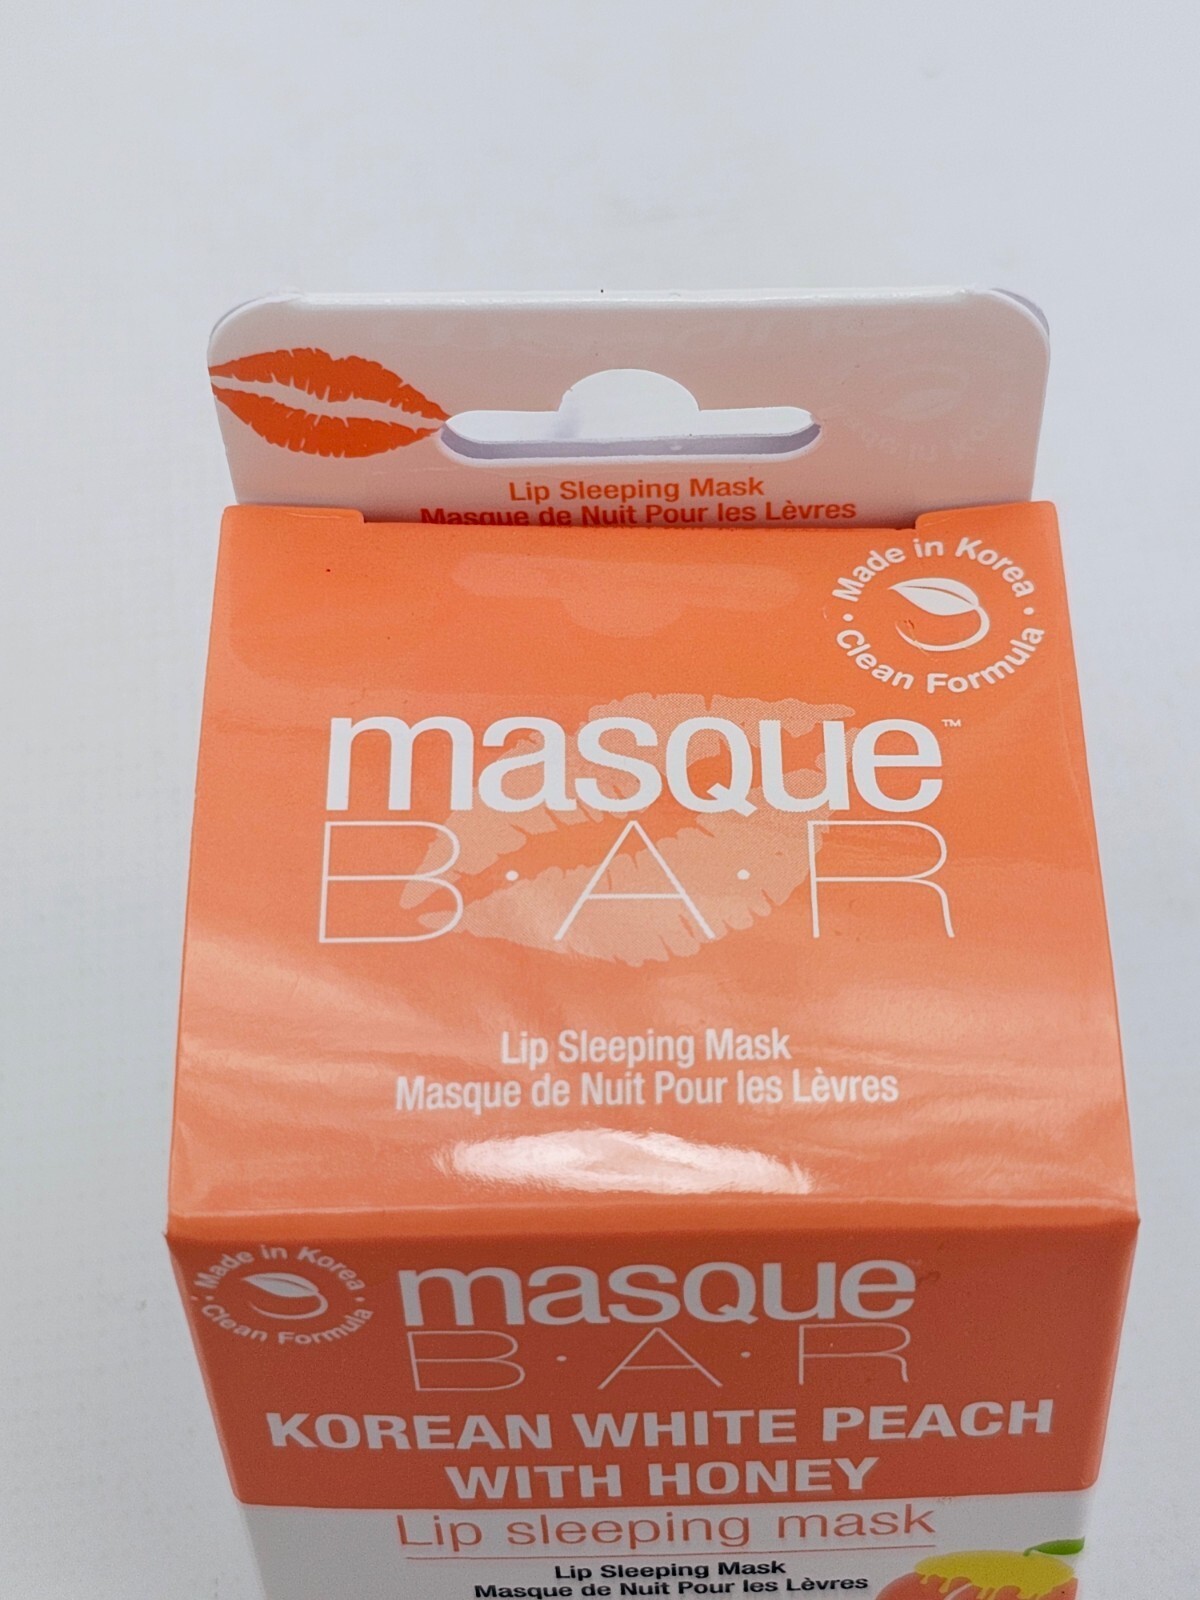 Lip Sleeping Mask
Masque de Nuit Pour les Lèvres
Made in Korea
Clean Formula
masque™
B·A·R
Lip Sleeping Mask
Masque de Nuit Pour les Lèvres
Made in Korea
Clean Formula
masque™
B·A·R
KOREAN WHITE PEACH
WITH HONEY
Lip sleeping mask
Lip Sleeping Mask
Masque de Nuit Pour les Lèvres